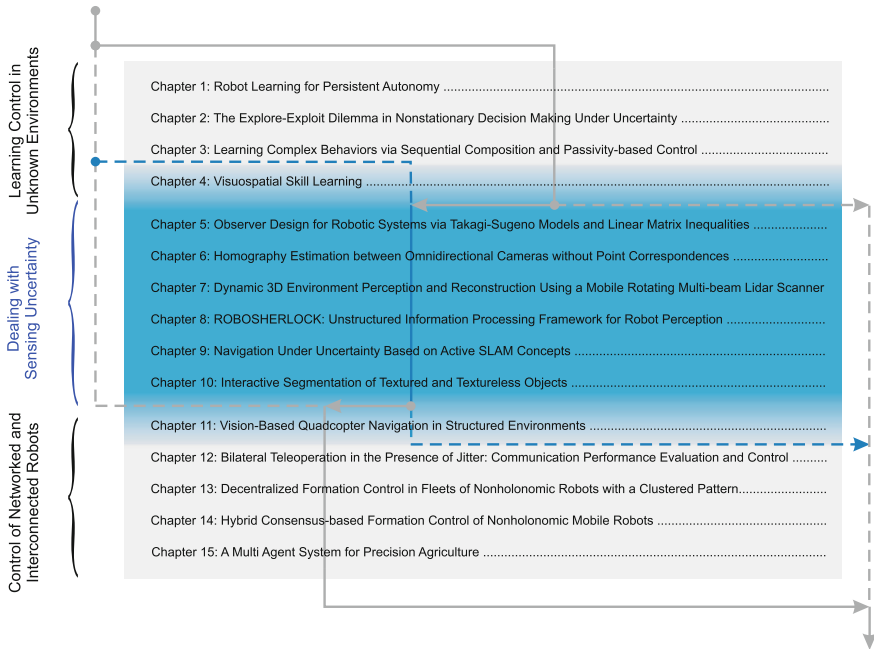 Learning Control in
Unknown Environments
Chapter 1: Robot Learning for Persistent Autonomy ..........................................................................................................
Chapter 2: The Explore-Exploit Dilemma in Nonstationary Decision Making Under Uncertainty .........................................
Chapter 3: Learning Complex Behaviors via Sequential Composition and Passivity-based Control ...................................
Chapter 4: Visuospatial Skill Learning ................................................................................................................................
Dealing with
Sensing Uncertainty
Chapter 5: Observer Design for Robotic Systems via Takagi-Sugeno Models and Linear Matrix Inequalities .....................
Chapter 6: Homography Estimation between Omnidirectional Cameras without Point Correspondences ..........................
Chapter 7: Dynamic 3D Environment Perception and Reconstruction Using a Mobile Rotating Multi-beam Lidar Scanner
Chapter 8: ROBOSHERLOCK: Unstructured Information Processing Framework for Robot Perception ............................
Chapter 9: Navigation Under Uncertainty Based on Active SLAM Concepts ......................................................................
Chapter 10: Interactive Segmentation of Textured and Textureless Objects .......................................................................
Control of Networked and
Interconnected Robots
Chapter 11: Vision-Based Quadcopter Navigation in Structured Environments ..................................................................
Chapter 12: Bilateral Teleoperation in the Presence of Jitter: Communication Performance Evaluation and Control ..........
Chapter 13: Decentralized Formation Control in Fleets of Nonholonomic Robots with a Clustered Pattern.........................
Chapter 14: Hybrid Consensus-based Formation Control of Nonholonomic Mobile Robots ................................................
Chapter 15: A Multi Agent System for Precision Agriculture ................................................................................................